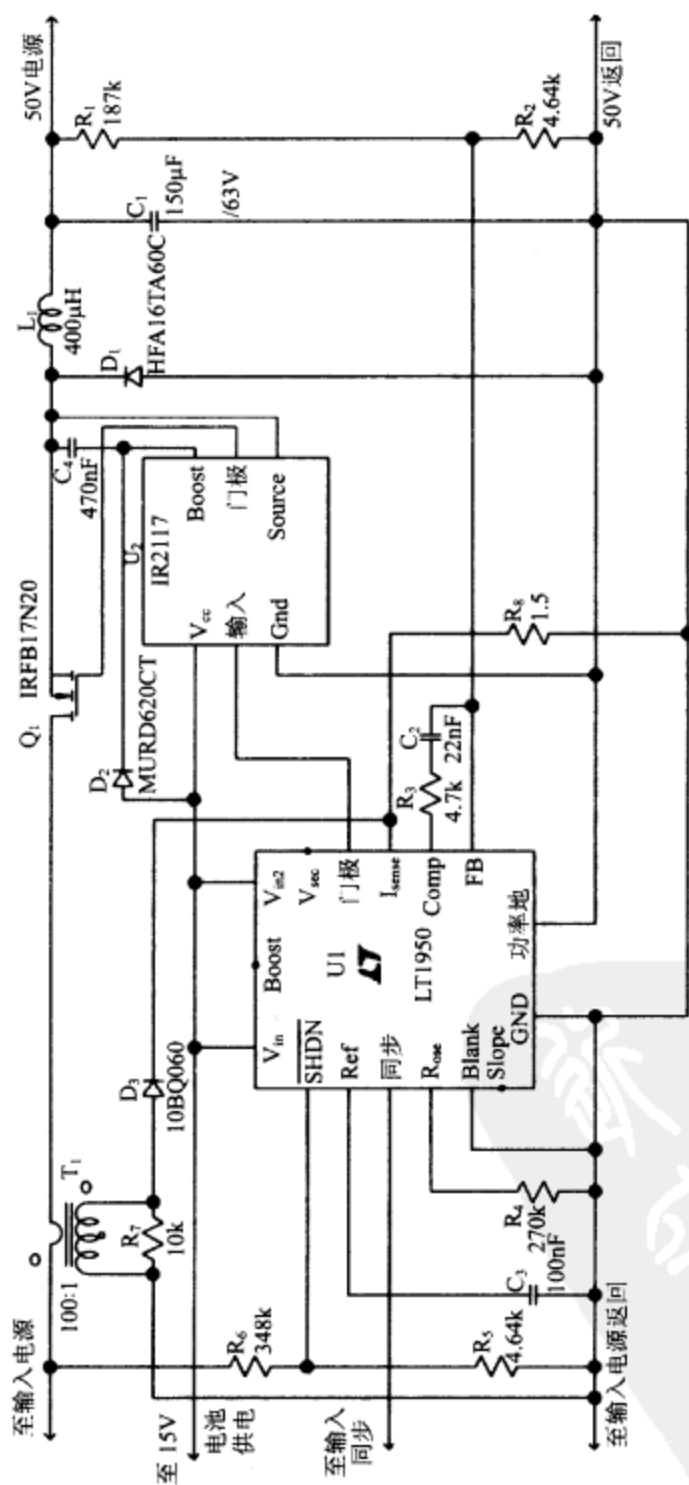 至输入电源
100:1
T₁
R₇
10k
D₃
10BQ060
Q₁
IRFB17N20
D₂
MURD620CT
C₄
470nF
U₂
IR2117
Vcc
输入
Gnd
Boost
门极
Source
L₁
400μH
D₁
HFA16TA60C
C₁
150μF
/63V
50V电源
R₁
187k
R₂
4.64k
50V返回
R₆
348k
至 15V
电池
供电
至输入
同步
R₅
4.64k
C₃
100nF
R₄
270k
至输入电源返回
Vin
Boost
Vin2
SHDN
Ref
同步
Rose
Blank
Slope
GND
U1
LT
LT1950
Vsec
门极
Isense
Comp
FB
功率地
R₃
4.7k
C₂
22nF
R₈
1.5